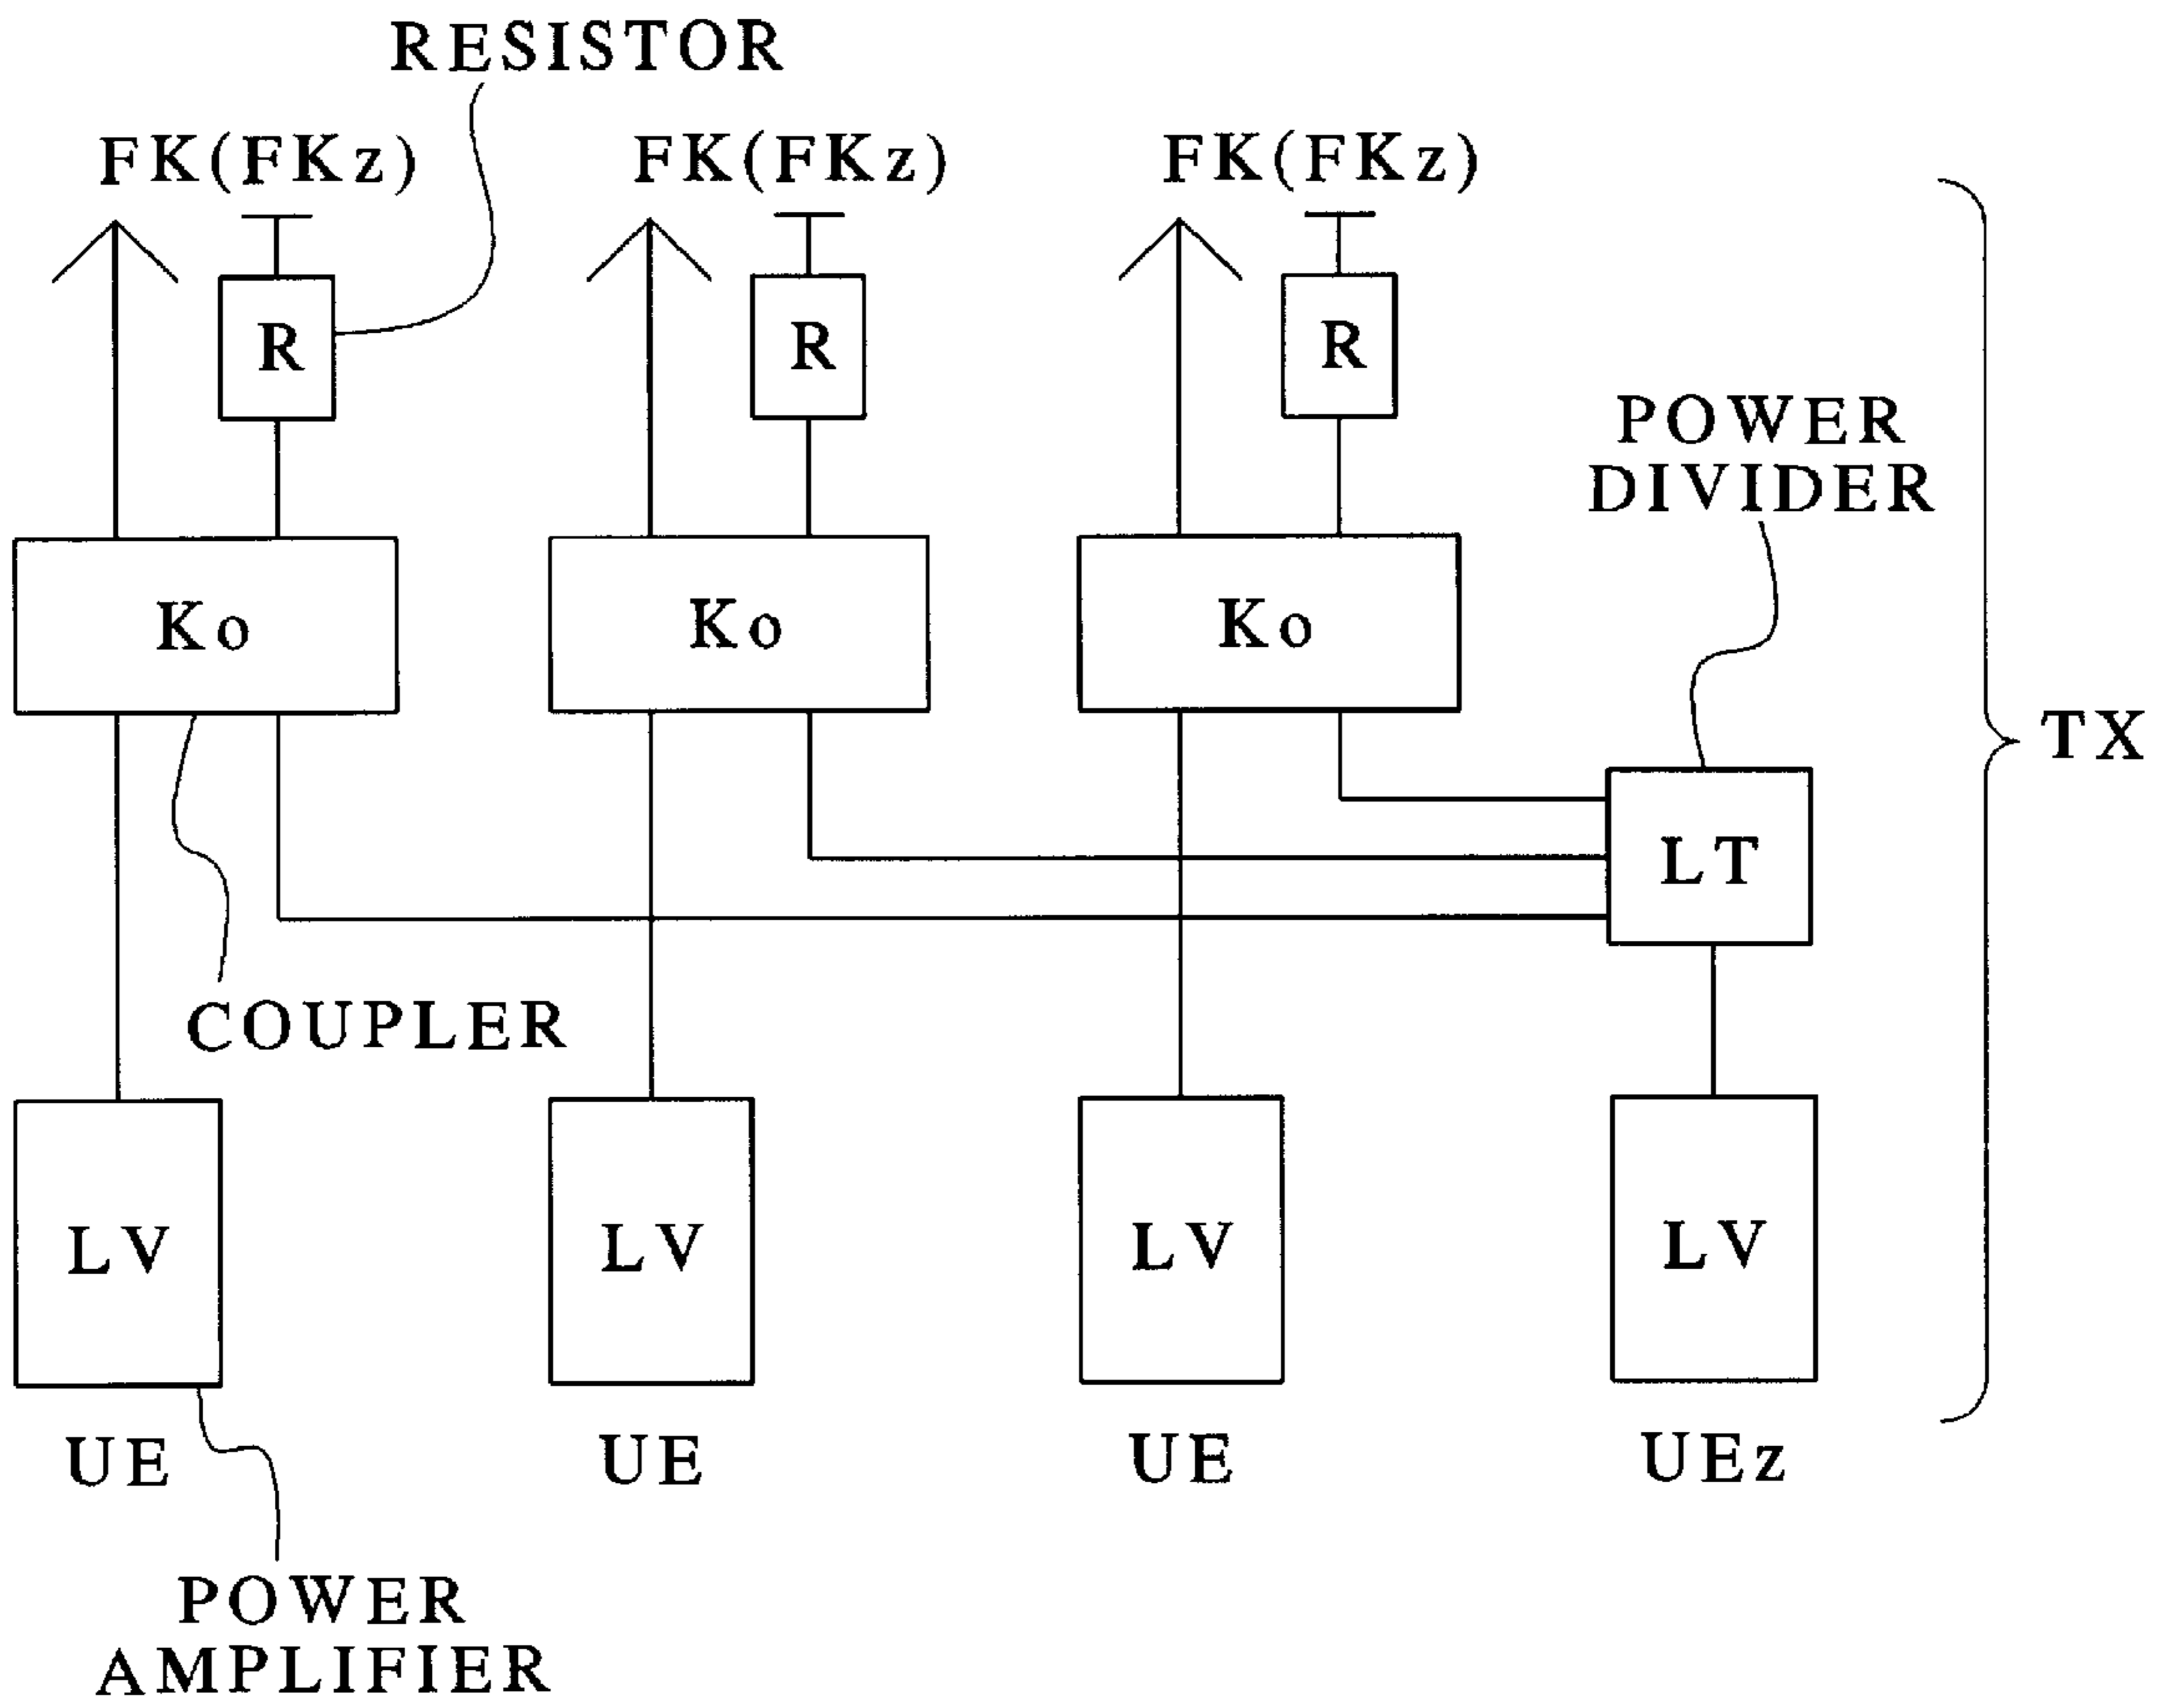 RESISTOR
FK(FKz) FK(FKz) FK(FKz)
R R R
POWER
DIVIDER
Ko Ko Ko
TX
LT
COUPLER
LV LV LV LV
UE UE UE UEz
POWER
AMPLIFIER